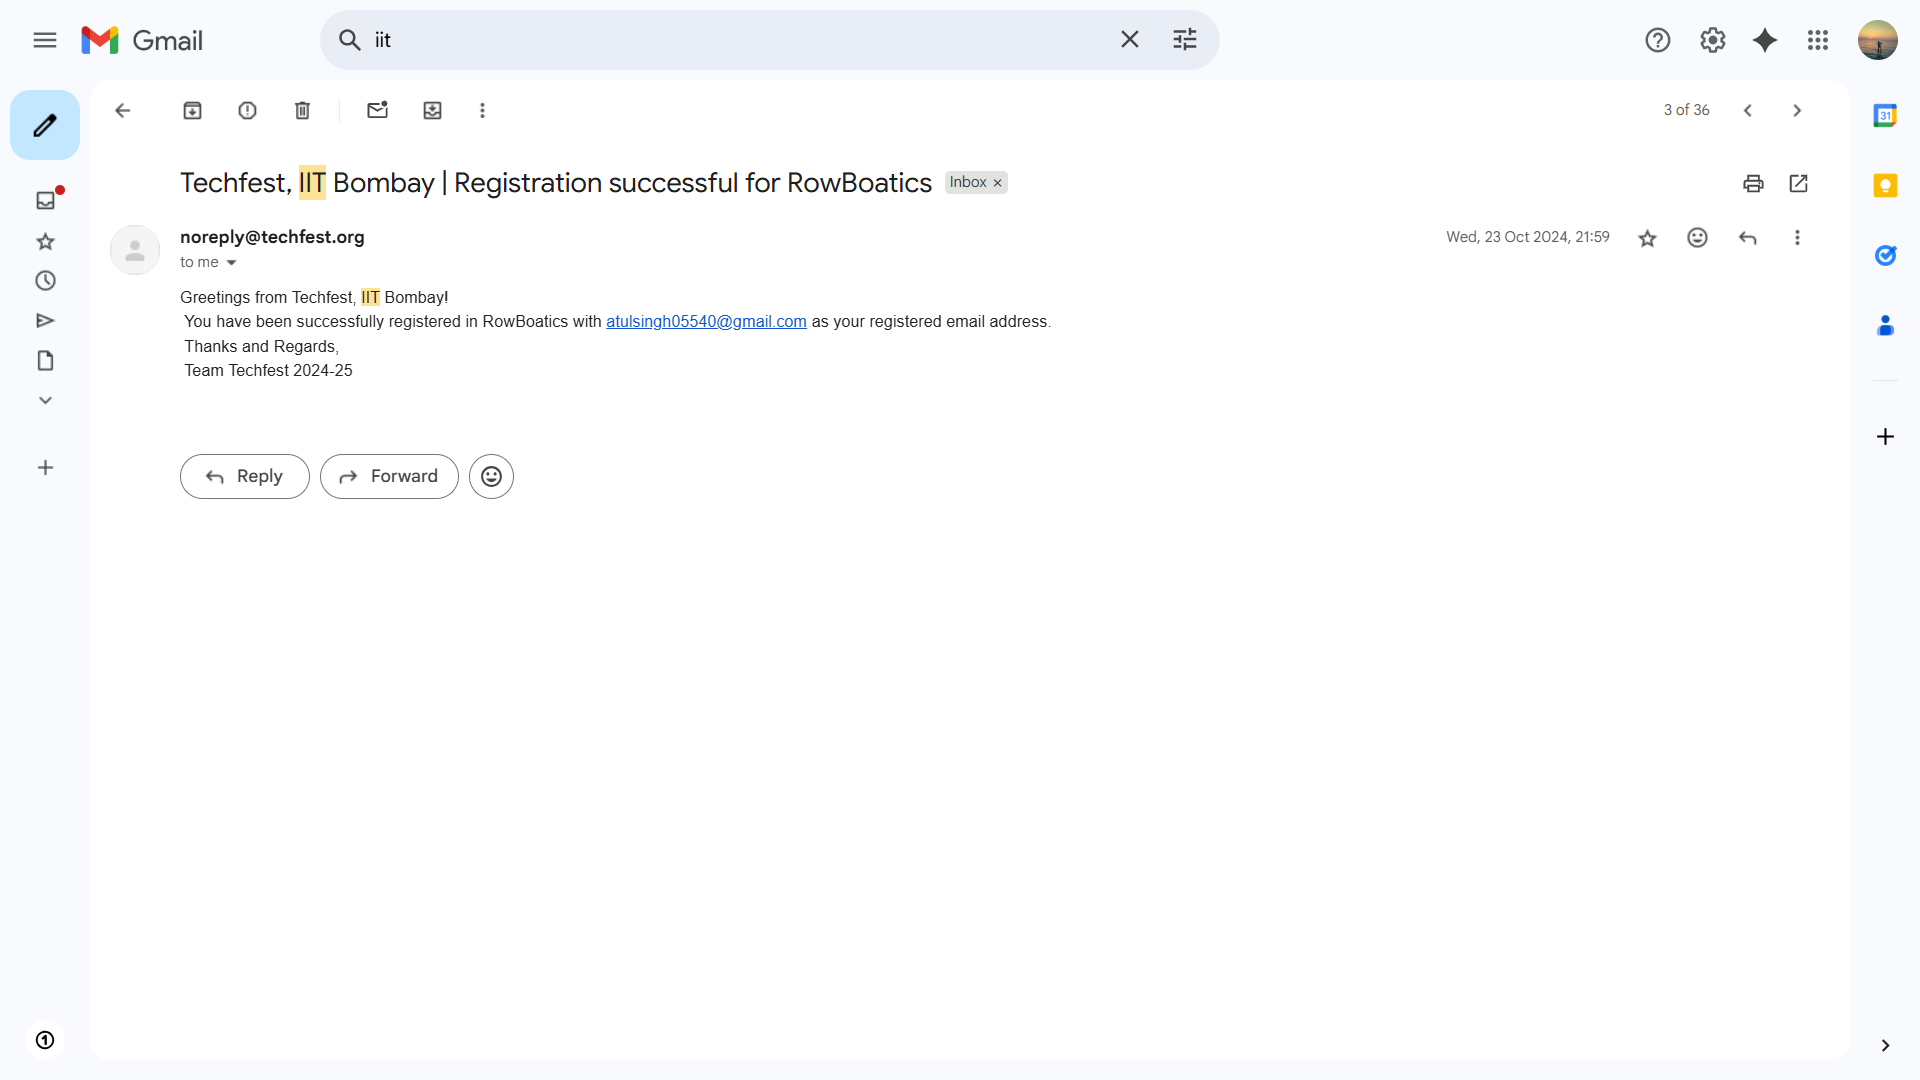 Gmail
iit
3 of 36
Techfest, IIT Bombay | Registration successful for RowBoatics
Inbox ×
noreply@techfest.org
Wed, 23 Oct 2024, 21:59
to me
Greetings from Techfest, IIT Bombay!
You have been successfully registered in RowBoatics with atulsingh05540@gmail.com as your registered email address.
Thanks and Regards,
Team Techfest 2024-25
Reply
Forward
31
1